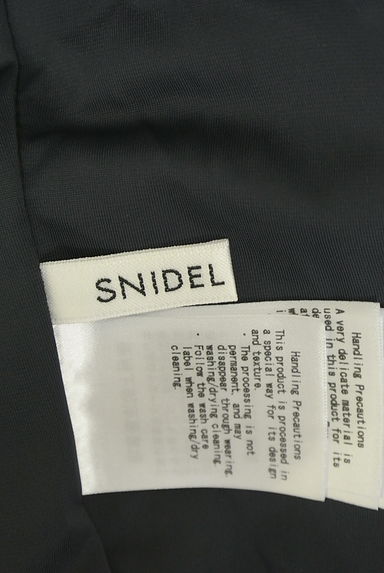 SNIDEL
Handling Precautions
A very delicate material is
used in this product for its
de
at
w
i
Handling Precautions
This product is processed in
a special way for its design
and texture.
・The processing is not
permanent, and may
disappear through wearing,
washing/drying cleaning.
・Follow the wash care
label when washing/dry
cleaning.